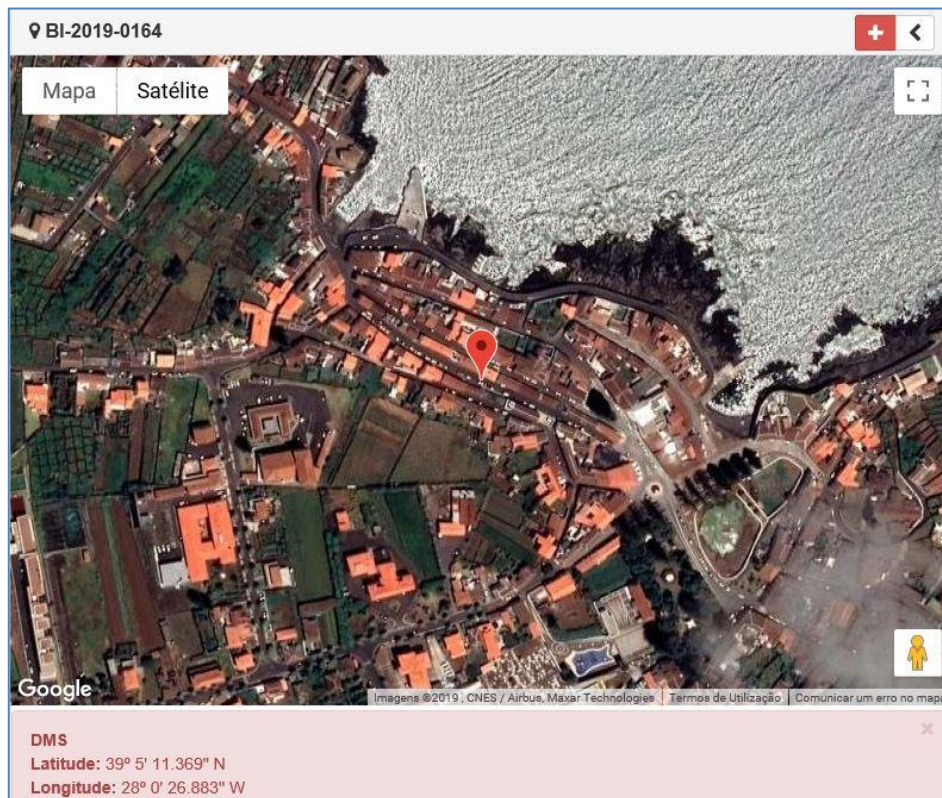 BI-2019-0164
Mapa
Satélite
Google
Imagens ©2019 , CNES / Airbus, Maxar Technologies
Termos de Utilização
Comunicar um erro no mapa
DMS
Latitude: 39º 5' 11.369" N
Longitude: 28º 0' 26.883" W